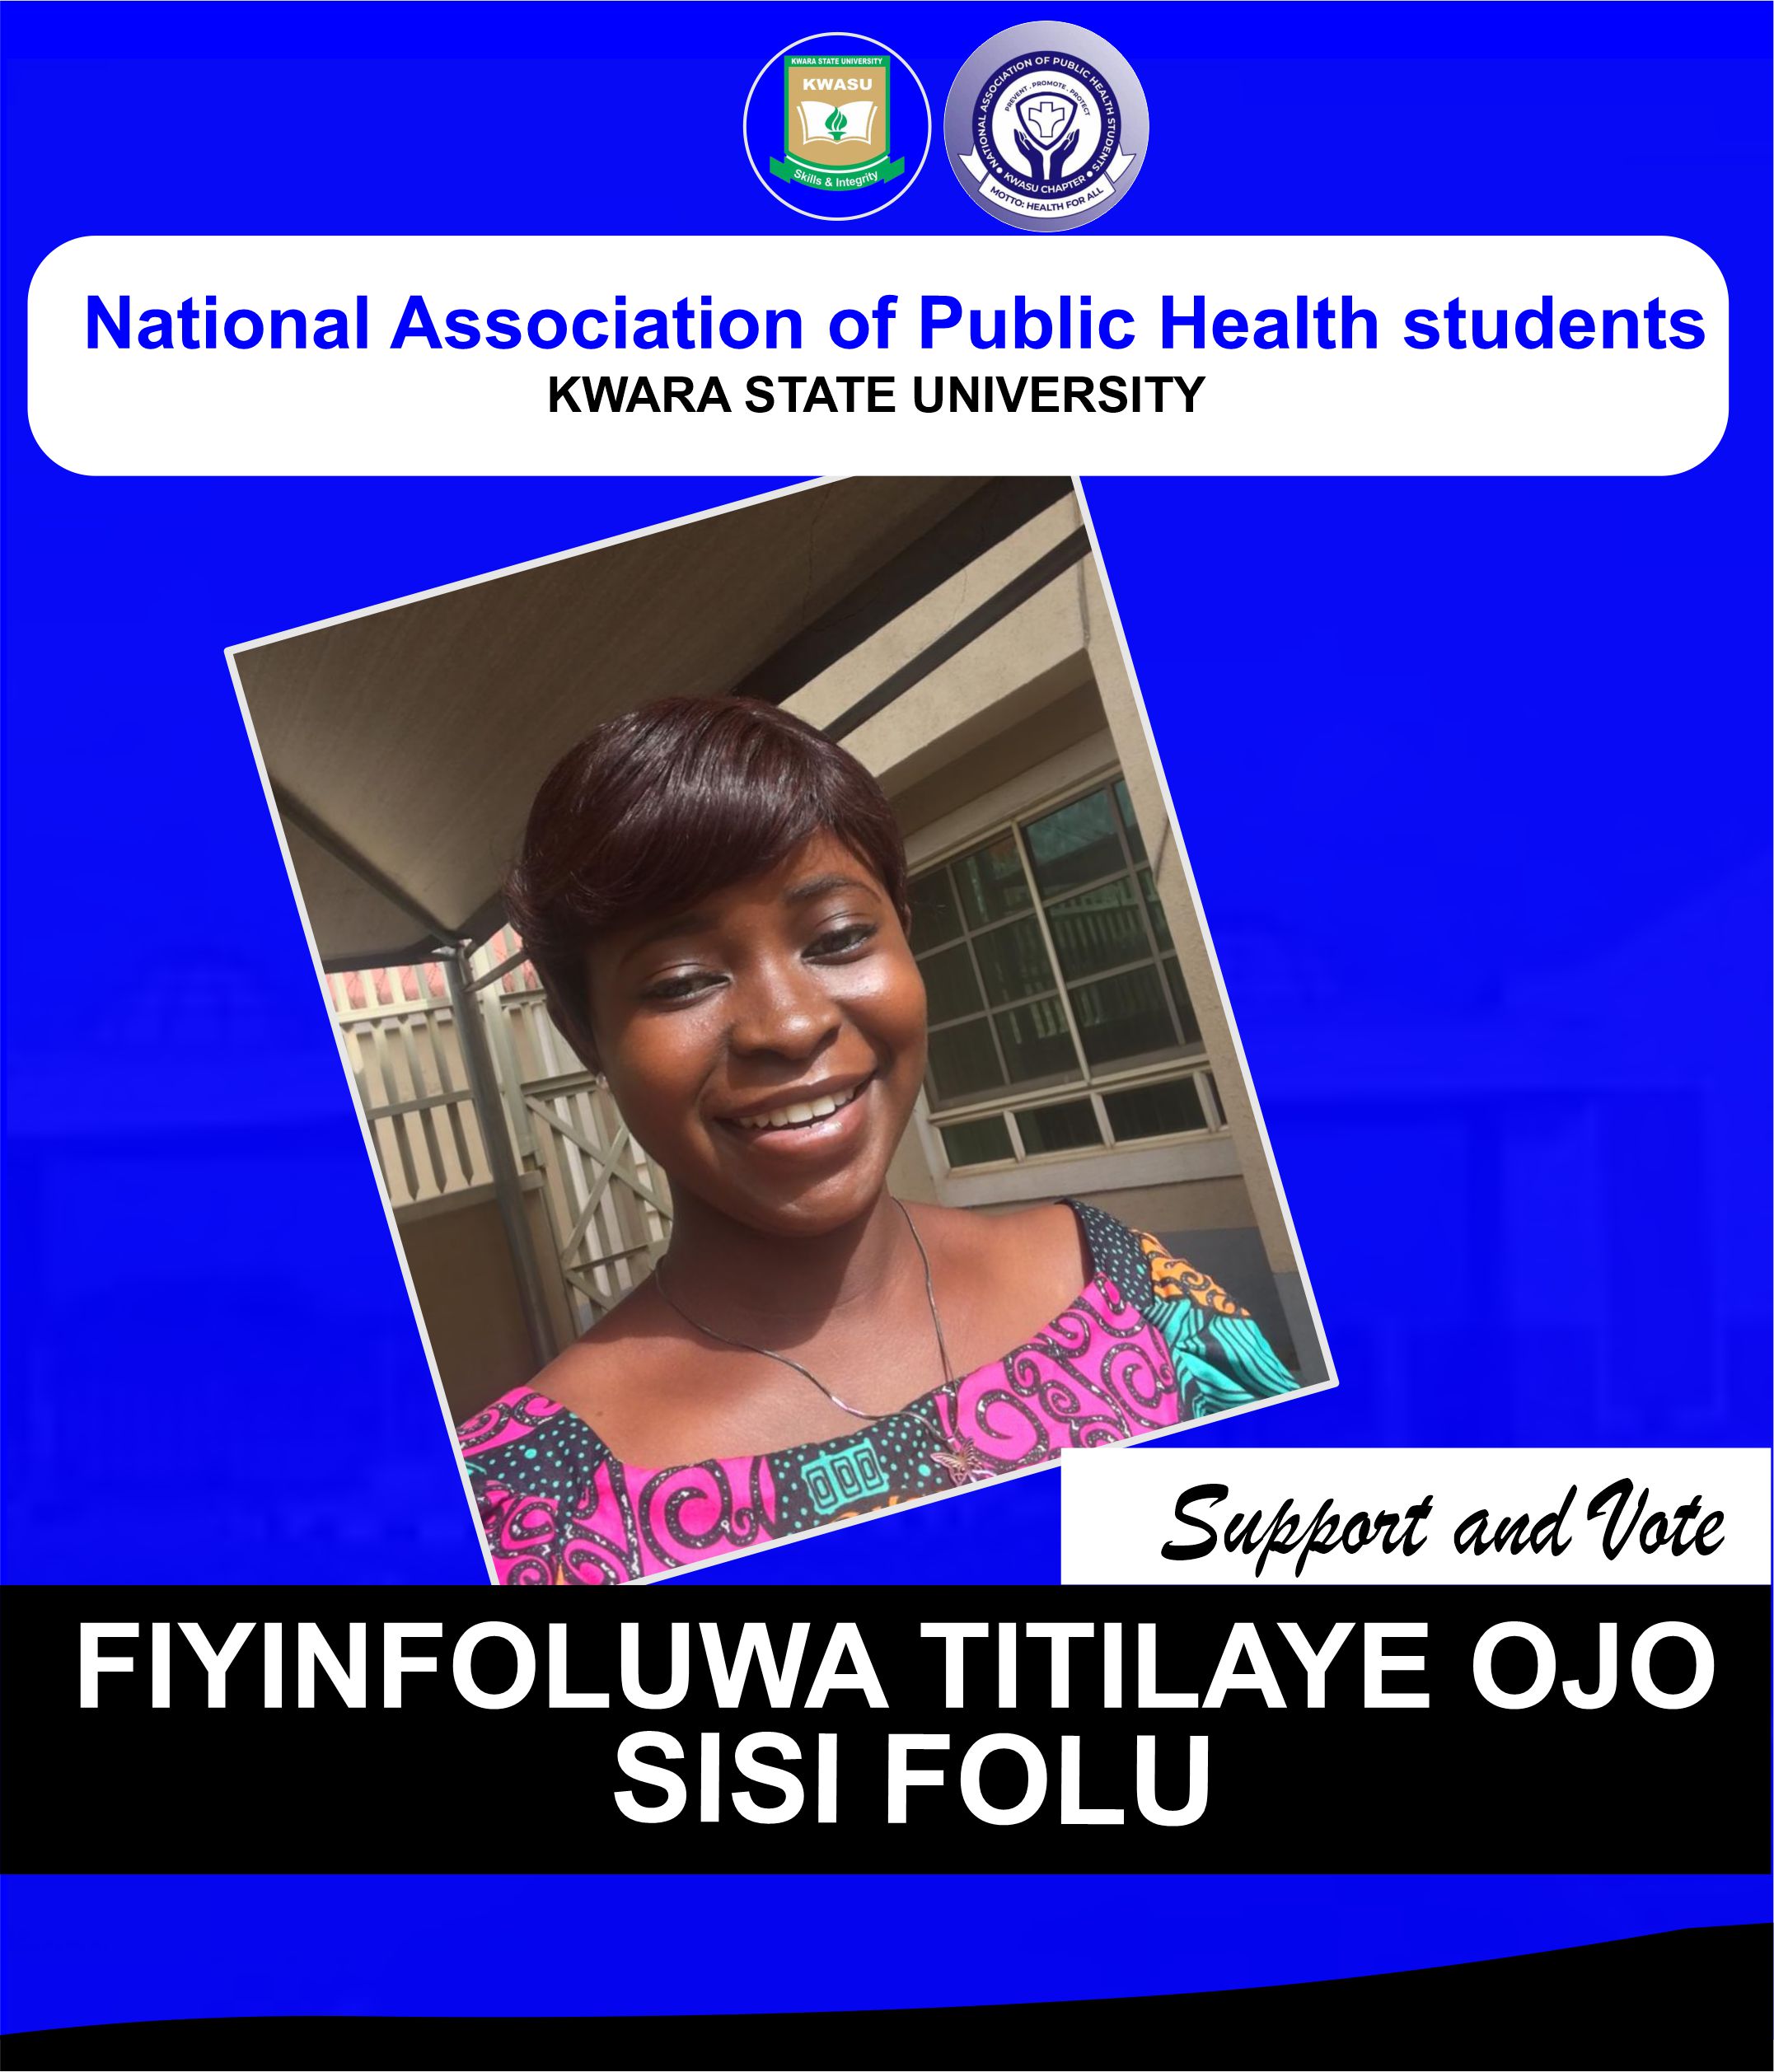 KWARA STATE UNIVERSITY
KWASU
Skills & Integrity
NATIONAL ASSOCIATION OF PUBLIC HEALTH STUDENTS
PREVENT . PROMOTE . PROTECT
KWASU CHAPTER
MOTTO: HEALTH FOR ALL
National Association of Public Health students
KWARA STATE UNIVERSITY
Support and Vote
FIYINFOLUWA TITILAYE OJO
SISI FOLU